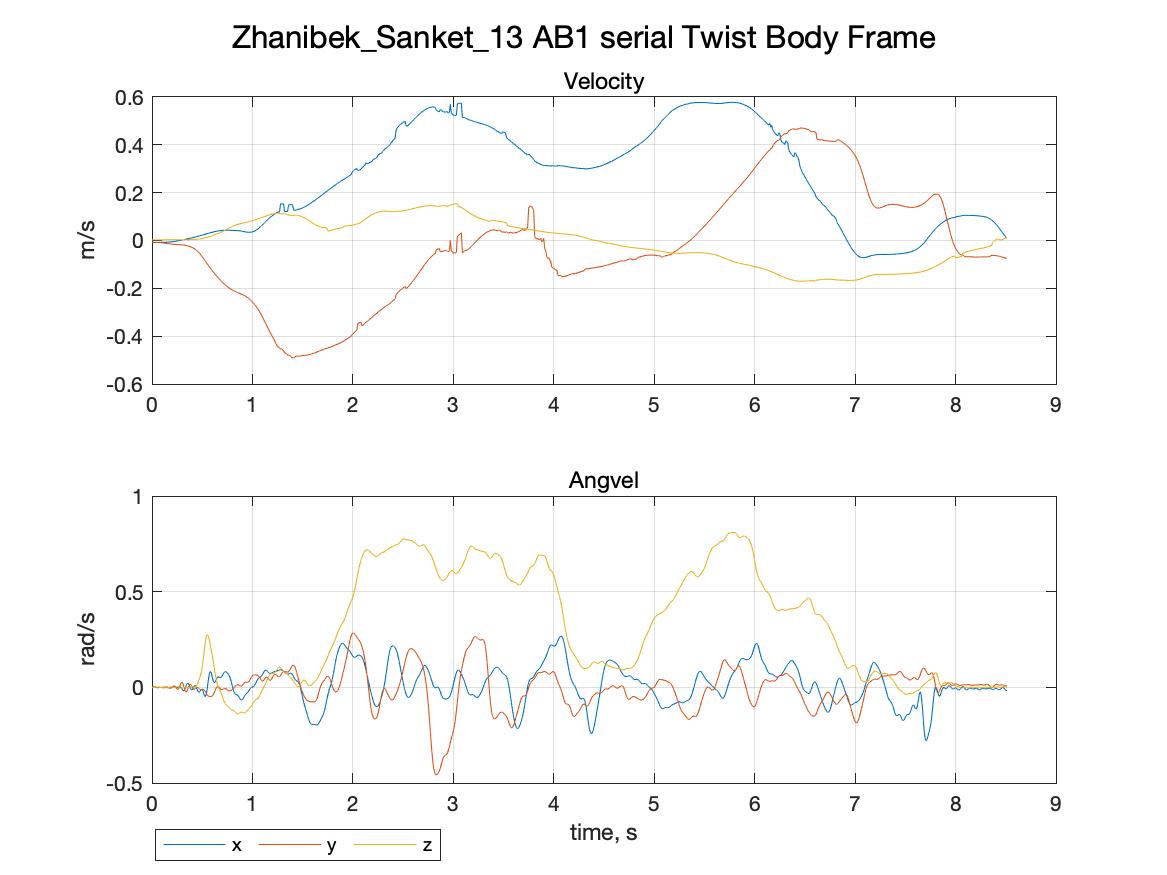 Zhanibek_Sanket_13 AB1 serial Twist Body Frame
Velocity
0.6
0.4
0.2
0
-0.2
-0.4
-0.6
m/s
0 1 2 3 4 5 6 7 8 9
Angvel
1
0.5
0
-0.5
rad/s
0 1 2 3 4 5 6 7 8 9
time, s
x y z